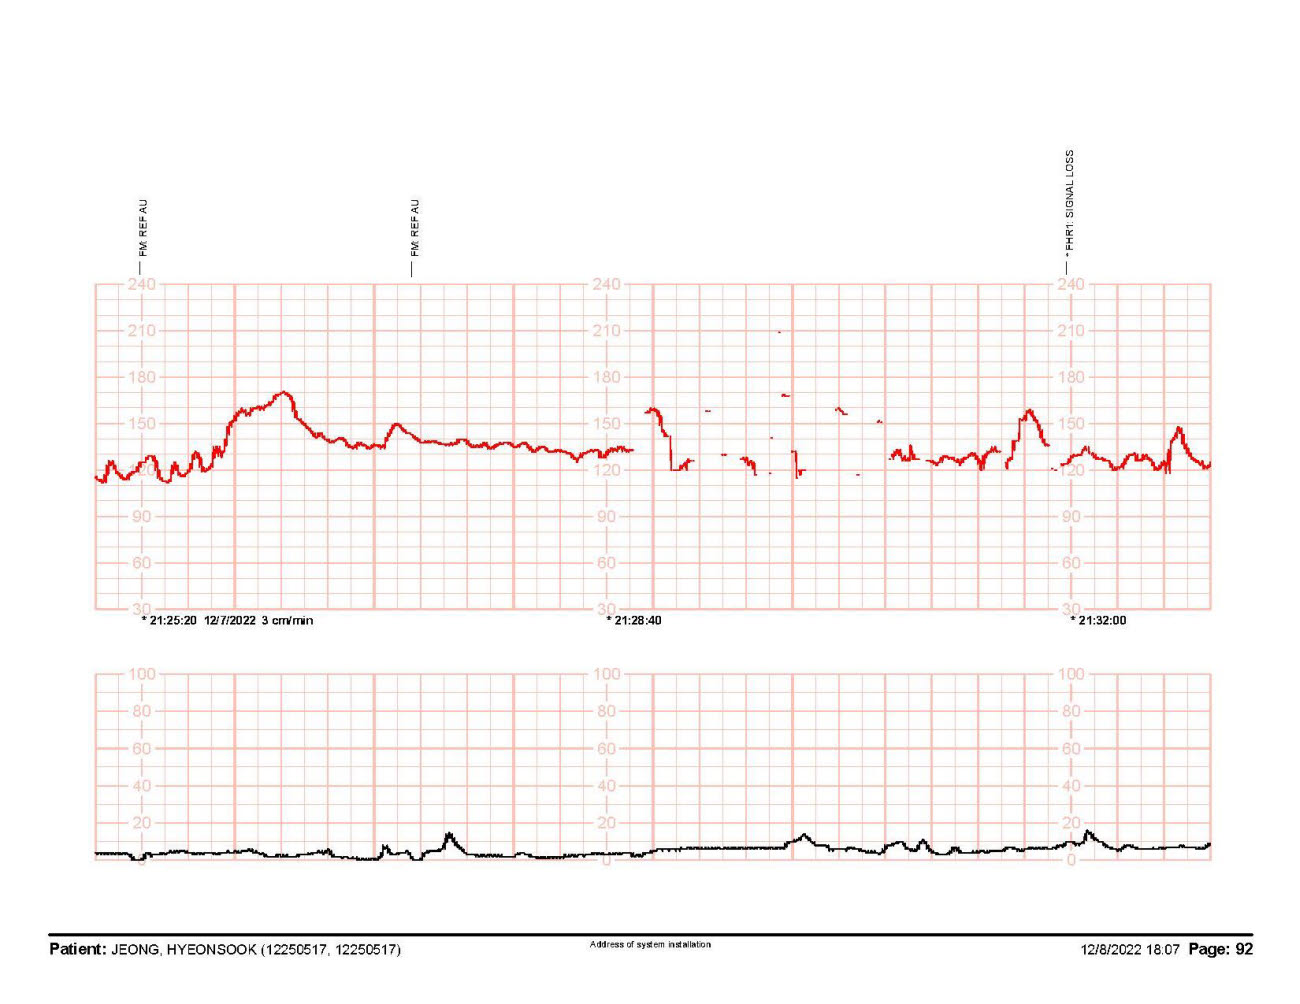 FM: REF AU
FM: REF AU
* FHR1: SIGNAL LOSS
240 240 240
210 210 210
180 180 180
150 150 150
120 120 120
90 90 90
60 60 60
30 30 30
* 21:25:20 12/7/2022 3 cm/min * 21:28:40 * 21:32:00
100 100 100
80 80 80
60 60 60
40 40 40
20 20 20
0 0 0
Patient: JEONG, HYEONSOOK (12250517, 12250517) Address of system installation 12/8/2022 18:07 Page: 92